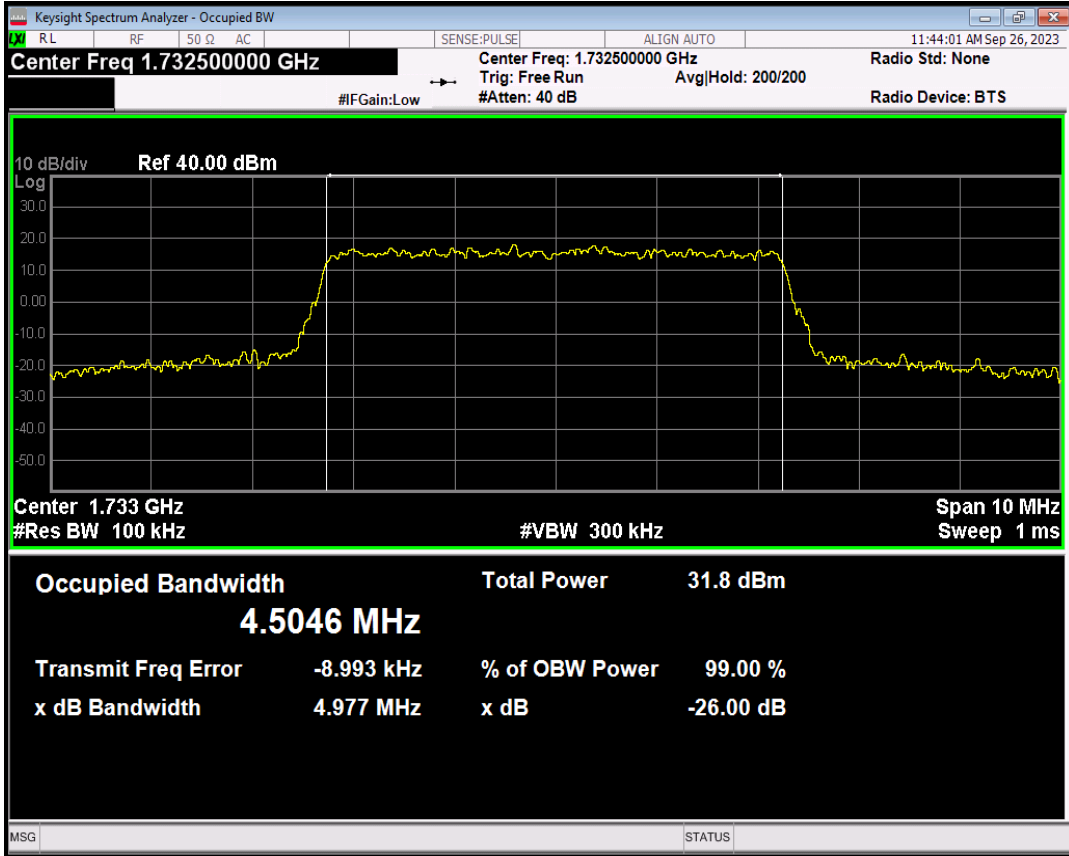 Keysight Spectrum Analyzer - Occupied BW
LXI RL RF 50 Ω AC SENSE:PULSE ALIGN AUTO 11:44:01 AM Sep 26, 2023
Center Freq 1.732500000 GHz
Center Freq: 1.732500000 GHz Radio Std: None
Trig: Free Run Avg|Hold: 200/200
#IFGain:Low #Atten: 40 dB Radio Device: BTS
10 dB/div Ref 40.00 dBm
Log
30.0
20.0
10.0
0.00
-10.0
-20.0
-30.0
-40.0
-50.0
Center 1.733 GHz Span 10 MHz
#Res BW 100 kHz #VBW 300 kHz Sweep 1 ms
Occupied Bandwidth Total Power 31.8 dBm
4.5046 MHz
Transmit Freq Error -8.993 kHz % of OBW Power 99.00 %
x dB Bandwidth 4.977 MHz x dB -26.00 dB
MSG STATUS